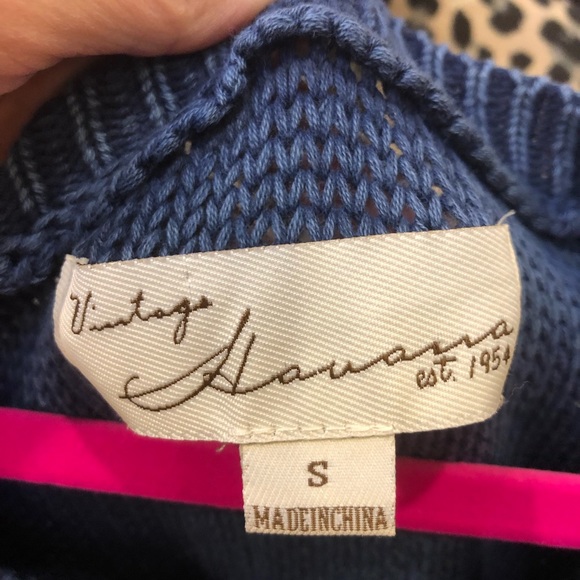 Vintage
Havana
est. 1954
S
MADEINCHINA